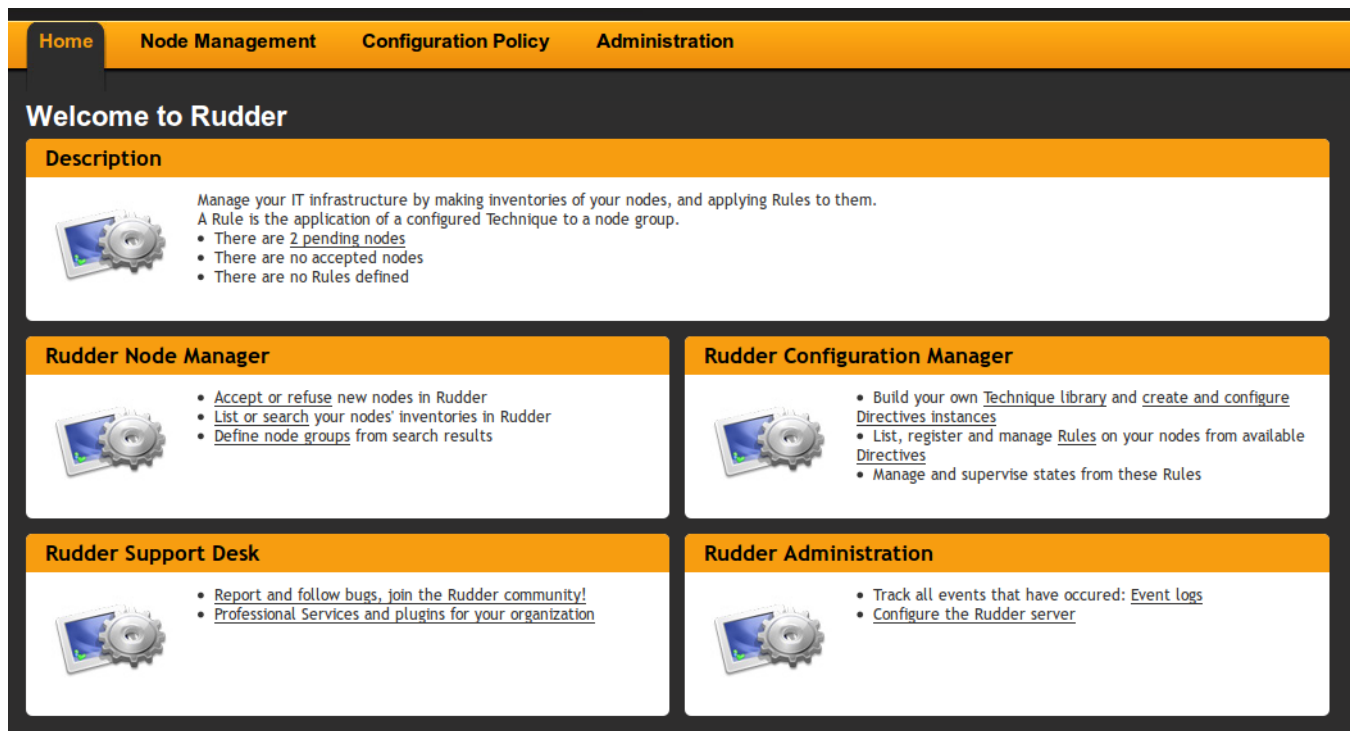 Home Node Management Configuration Policy Administration
Welcome to Rudder
Description
Manage your IT infrastructure by making inventories of your nodes, and applying Rules to them.
A Rule is the application of a configured Technique to a node group.
• There are 2 pending nodes
• There are no accepted nodes
• There are no Rules defined
Rudder Node Manager
• Accept or refuse new nodes in Rudder
• List or search your nodes' inventories in Rudder
• Define node groups from search results
Rudder Configuration Manager
• Build your own Technique library and create and configure
Directives instances
• List, register and manage Rules on your nodes from available
Directives
• Manage and supervise states from these Rules
Rudder Support Desk
• Report and follow bugs, join the Rudder community!
• Professional Services and plugins for your organization
Rudder Administration
• Track all events that have occured: Event logs
• Configure the Rudder server